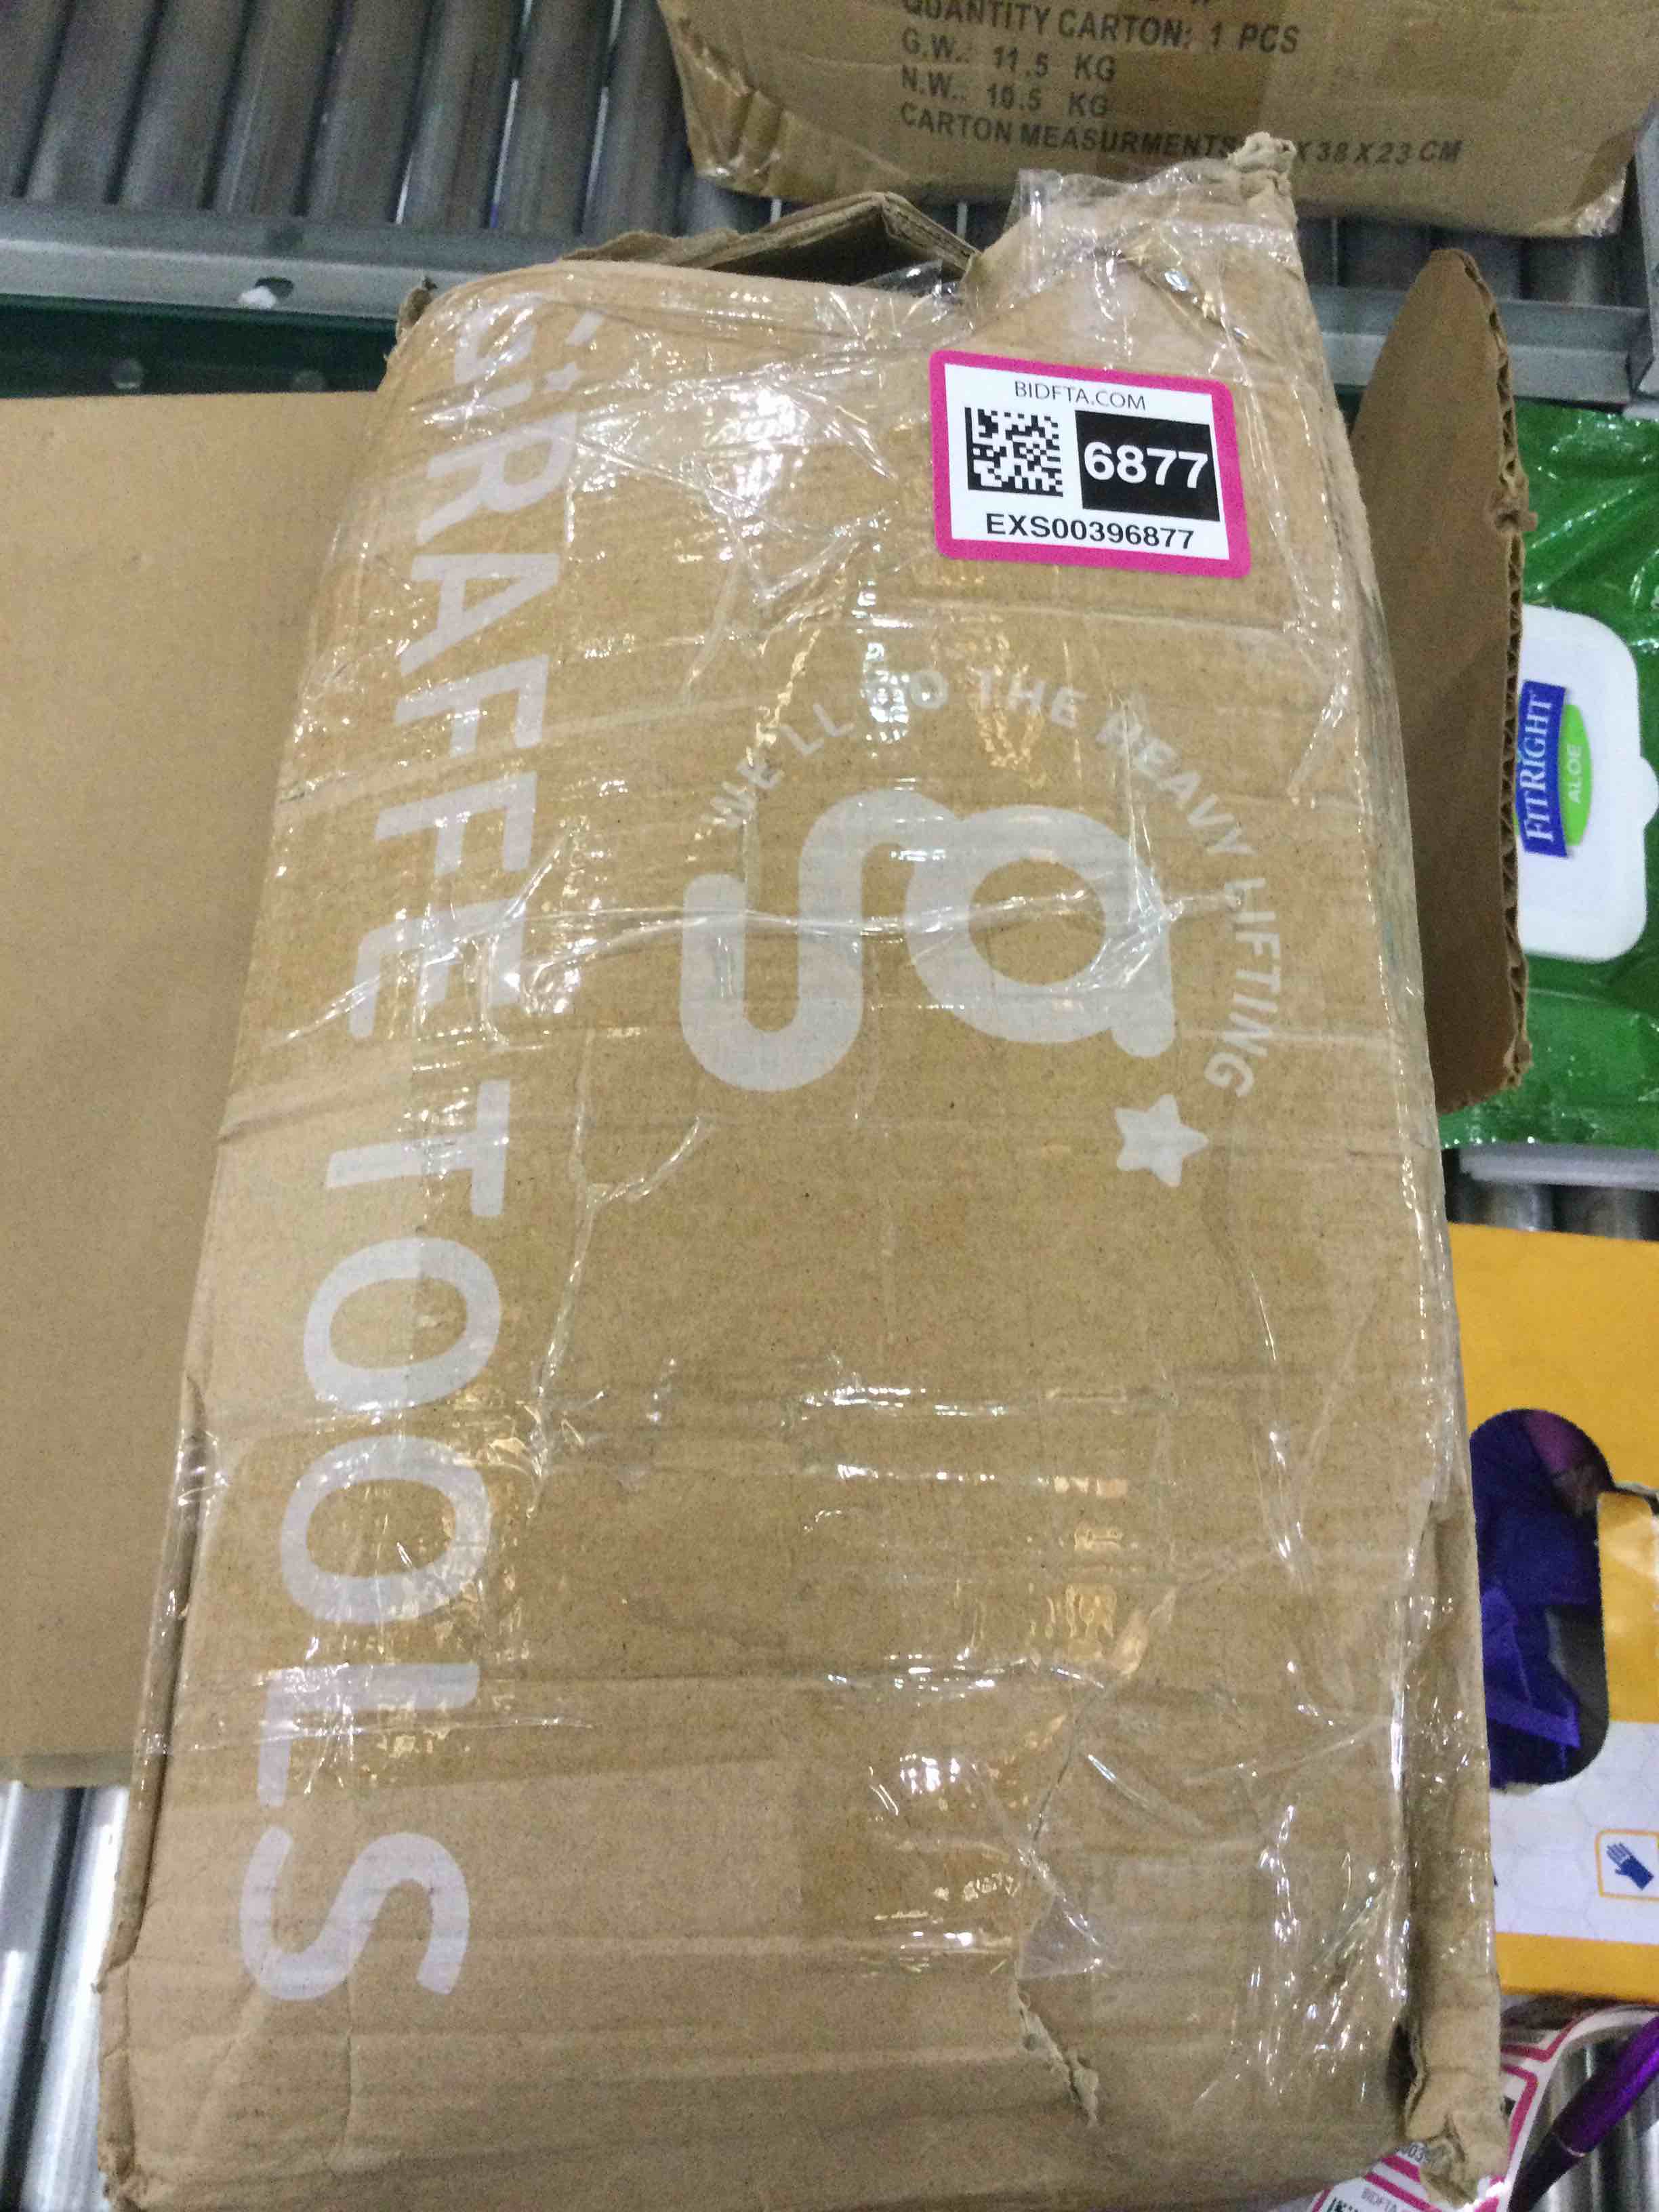 QUANTITY CARTON: 1 PCS
G.W.: 11.5 KG
N.W.: 10.5 KG
CARTON MEASURMENTS X 38 X 23 CM
BIDFTA.COM
6877
EXS00396877
GIRAFFE TOOLS
WE'LL DO THE HEAVY LIFTING
g
FITRIGHT
ALOE
BIDFTA